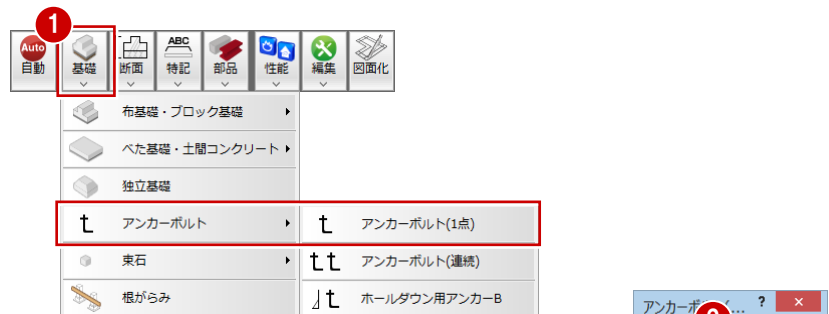 1
Auto
自動
基礎
断面
ABC
特記
部品
性能
編集
図面化
布基礎・ブロック基礎
べた基礎・土間コンクリート
独立基礎
アンカーボルト
アンカーボルト(1点)
束石
アンカーボルト(連続)
根がらみ
ホールダウン用アンカーB
... ? ×